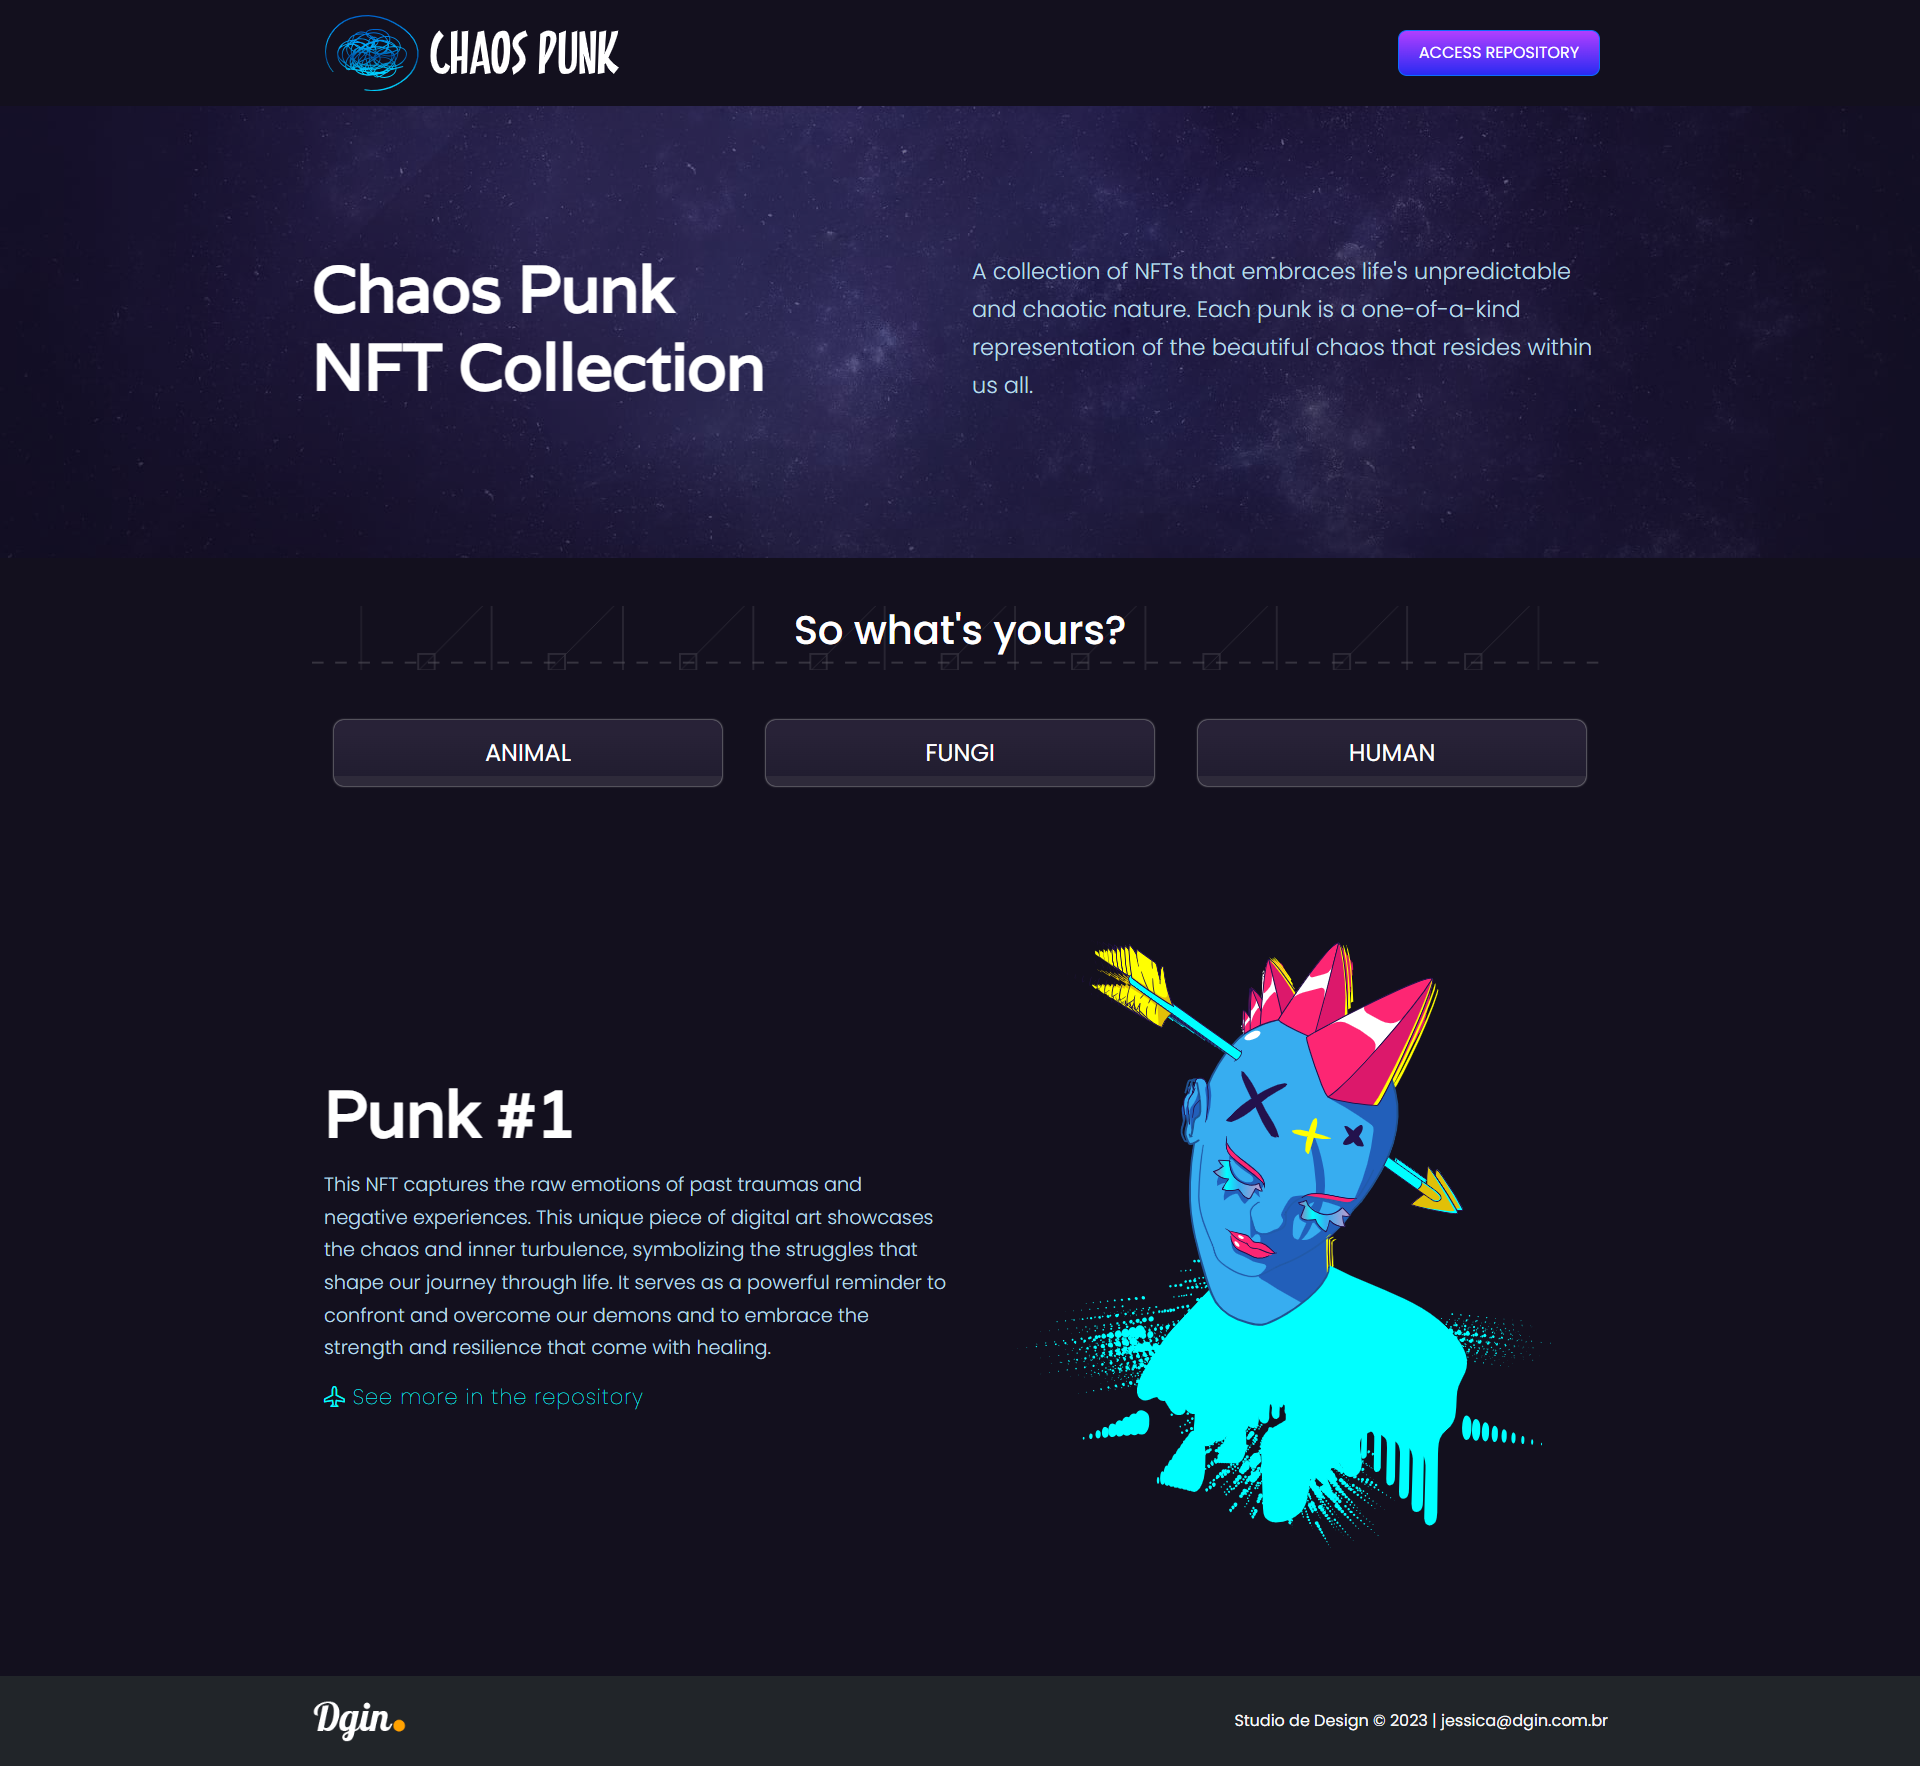 CHAOS PUNK
ACCESS REPOSITORY
Chaos Punk
NFT Collection
A collection of NFTs that embraces life's unpredictable
and chaotic nature. Each punk is a one-of-a-kind
representation of the beautiful chaos that resides within
us all.
So what's yours?
ANIMAL
FUNGI
HUMAN
Punk #1
This NFT captures the raw emotions of past traumas and
negative experiences. This unique piece of digital art showcases
the chaos and inner turbulence, symbolizing the struggles that
shape our journey through life. It serves as a powerful reminder to
confront and overcome our demons and to embrace the
strength and resilience that come with healing.
See more in the repository
Dgin.
Studio de Design © 2023 | jessica@dgin.com.br